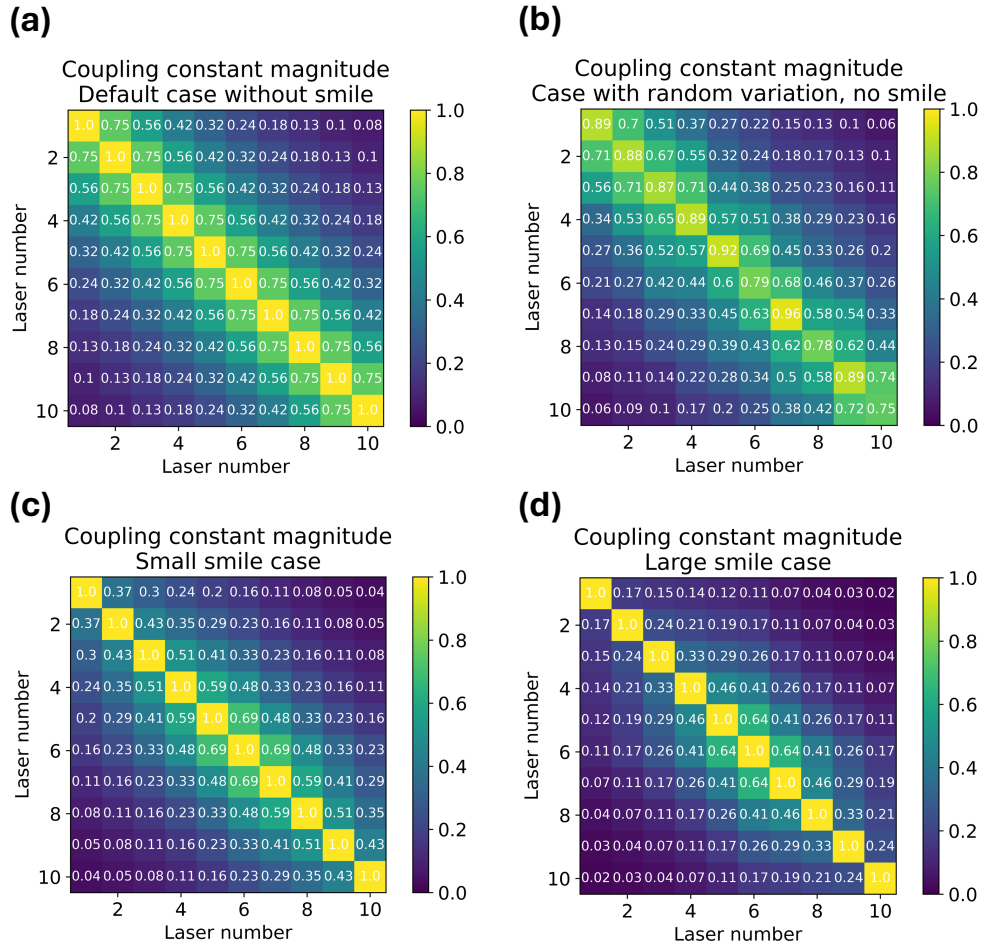 (a)
Coupling constant magnitude
Default case without smile
1.0 0.75 0.56 0.42 0.32 0.24 0.18 0.13 0.1 0.08
0.75 1.0 0.75 0.56 0.42 0.32 0.24 0.18 0.13 0.1
0.56 0.75 1.0 0.75 0.56 0.42 0.32 0.24 0.18 0.13
0.42 0.56 0.75 1.0 0.75 0.56 0.42 0.32 0.24 0.18
0.32 0.42 0.56 0.75 1.0 0.75 0.56 0.42 0.32 0.24
0.24 0.32 0.42 0.56 0.75 1.0 0.75 0.56 0.42 0.32
0.18 0.24 0.32 0.42 0.56 0.75 1.0 0.75 0.56 0.42
0.13 0.18 0.24 0.32 0.42 0.56 0.75 1.0 0.75 0.56
0.1 0.13 0.18 0.24 0.32 0.42 0.56 0.75 1.0 0.75
0.08 0.1 0.13 0.18 0.24 0.32 0.42 0.56 0.75 1.0
2
4
6
8
10
Laser number
2 4 6 8 10
Laser number
1.0
0.8
0.6
0.4
0.2
0.0
(b)
Coupling constant magnitude
Case with random variation, no smile
0.89 0.7 0.51 0.37 0.27 0.22 0.15 0.13 0.1 0.06
0.71 0.88 0.67 0.55 0.32 0.24 0.18 0.17 0.13 0.1
0.56 0.71 0.87 0.71 0.44 0.38 0.25 0.23 0.16 0.11
0.34 0.53 0.65 0.89 0.57 0.51 0.38 0.29 0.23 0.16
0.27 0.36 0.52 0.57 0.92 0.69 0.45 0.33 0.26 0.2
0.21 0.27 0.42 0.44 0.6 0.79 0.68 0.46 0.37 0.26
0.14 0.18 0.29 0.33 0.45 0.63 0.96 0.58 0.54 0.33
0.13 0.15 0.24 0.29 0.39 0.43 0.62 0.78 0.62 0.44
0.08 0.11 0.14 0.22 0.28 0.34 0.5 0.58 0.89 0.74
0.06 0.09 0.1 0.17 0.2 0.25 0.38 0.42 0.72 0.75
2
4
6
8
10
Laser number
2 4 6 8 10
Laser number
1.0
0.8
0.6
0.4
0.2
0.0
(c)
Coupling constant magnitude
Small smile case
1.0 0.37 0.3 0.24 0.2 0.16 0.11 0.08 0.05 0.04
0.37 1.0 0.43 0.35 0.29 0.23 0.16 0.11 0.08 0.05
0.3 0.43 1.0 0.51 0.41 0.33 0.23 0.16 0.11 0.08
0.24 0.35 0.51 1.0 0.59 0.48 0.33 0.23 0.16 0.11
0.2 0.29 0.41 0.59 1.0 0.69 0.48 0.33 0.23 0.16
0.16 0.23 0.33 0.48 0.69 1.0 0.69 0.48 0.33 0.23
0.11 0.16 0.23 0.33 0.48 0.69 1.0 0.59 0.41 0.29
0.08 0.11 0.16 0.23 0.33 0.48 0.59 1.0 0.51 0.35
0.05 0.08 0.11 0.16 0.23 0.33 0.41 0.51 1.0 0.43
0.04 0.05 0.08 0.11 0.16 0.23 0.29 0.35 0.43 1.0
2
4
6
8
10
Laser number
2 4 6 8 10
Laser number
1.0
0.8
0.6
0.4
0.2
0.0
(d)
Coupling constant magnitude
Large smile case
1.0 0.17 0.15 0.14 0.12 0.11 0.07 0.04 0.03 0.02
0.17 1.0 0.24 0.21 0.19 0.17 0.11 0.07 0.04 0.03
0.15 0.24 1.0 0.33 0.29 0.26 0.17 0.11 0.07 0.04
0.14 0.21 0.33 1.0 0.46 0.41 0.26 0.17 0.11 0.07
0.12 0.19 0.29 0.46 1.0 0.64 0.41 0.26 0.17 0.11
0.11 0.17 0.26 0.41 0.64 1.0 0.64 0.41 0.26 0.17
0.07 0.11 0.17 0.26 0.41 0.64 1.0 0.46 0.29 0.19
0.04 0.07 0.11 0.17 0.26 0.41 0.46 1.0 0.33 0.21
0.03 0.04 0.07 0.11 0.17 0.26 0.29 0.33 1.0 0.24
0.02 0.03 0.04 0.07 0.11 0.17 0.19 0.21 0.24 1.0
2
4
6
8
10
Laser number
2 4 6 8 10
Laser number
1.0
0.8
0.6
0.4
0.2
0.0